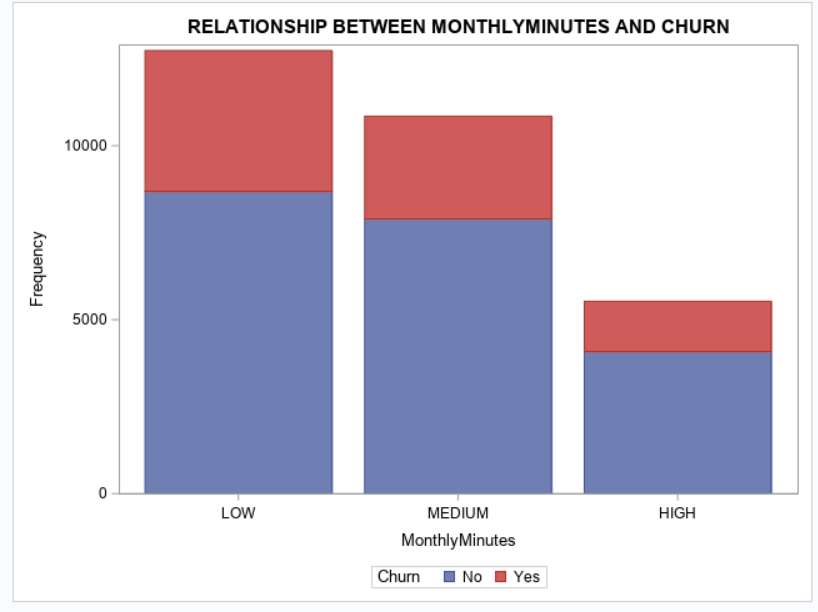 RELATIONSHIP BETWEEN MONTHLYMINUTES AND CHURN
10000
5000
0
Frequency
LOW MEDIUM HIGH
MonthlyMinutes
Churn No Yes